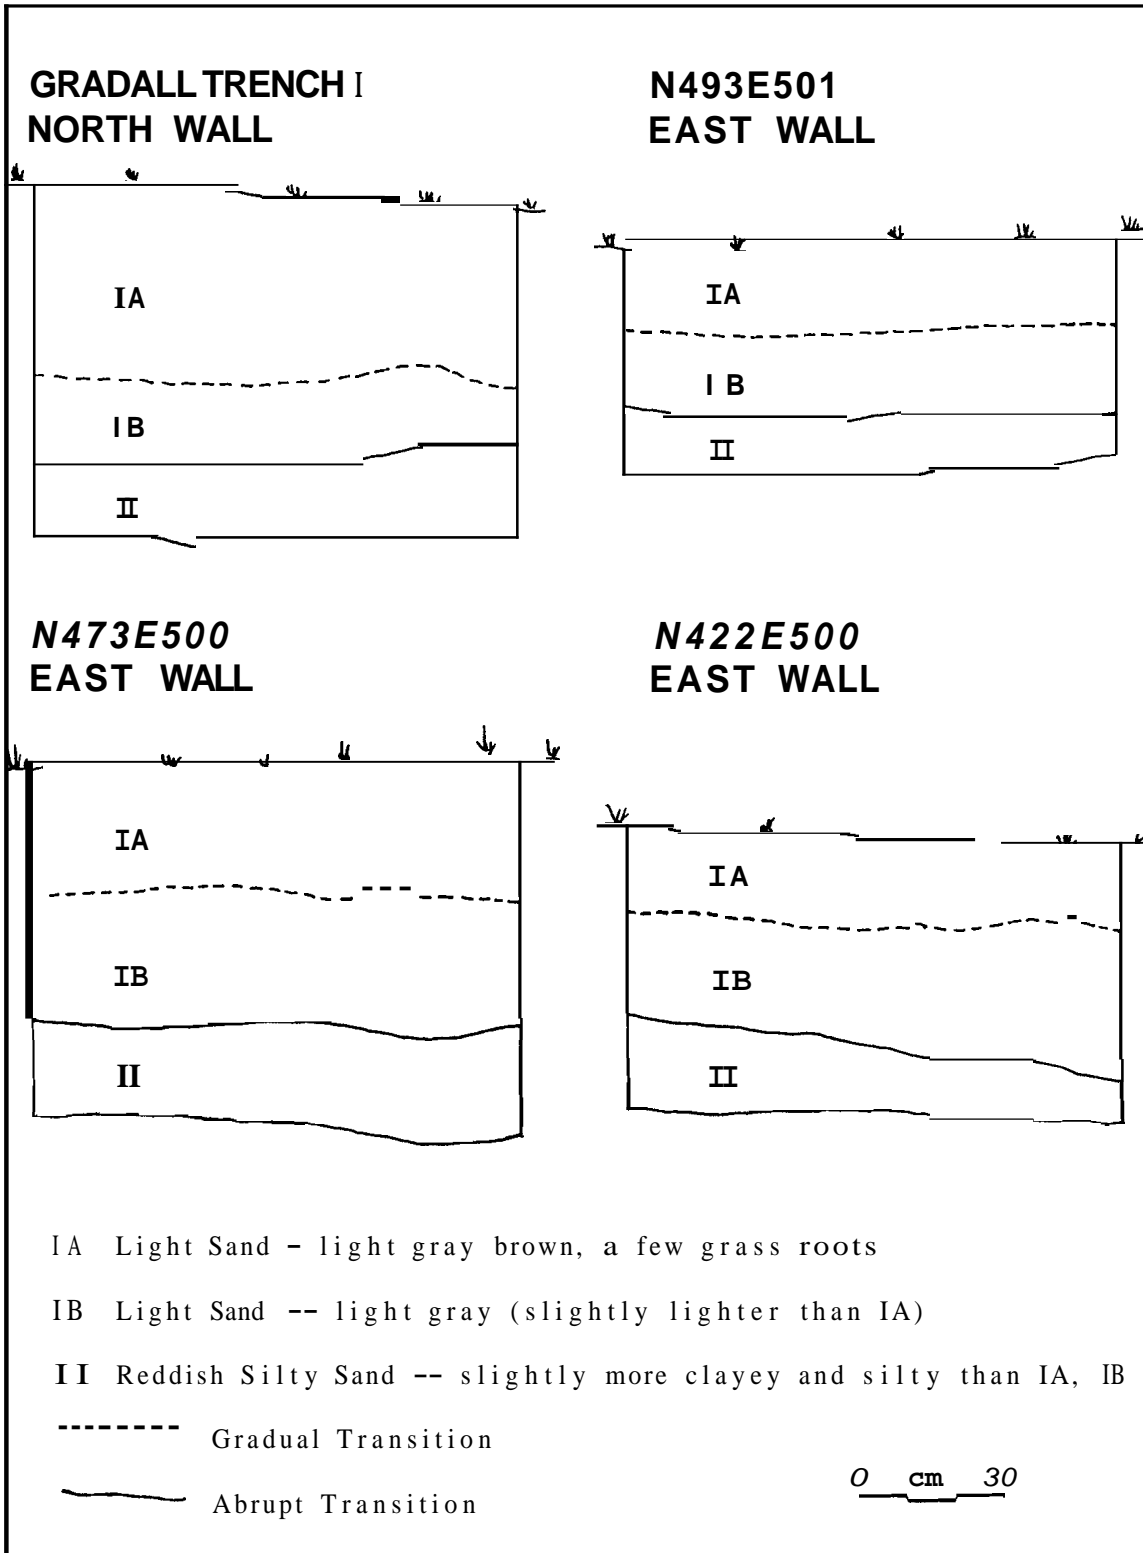 GRADALL TRENCH I
NORTH WALL
IA
IB
II
N493E501
EAST WALL
IA
I B
II
N473E500
EAST WALL
IA
IB
II
N422E500
EAST WALL
IA
IB
II
IA Light Sand – light gray brown, a few grass roots
IB Light Sand -- light gray (slightly lighter than IA)
II Reddish Silty Sand -- slightly more clayey and silty than IA, IB
Gradual Transition
Abrupt Transition
0 cm 30